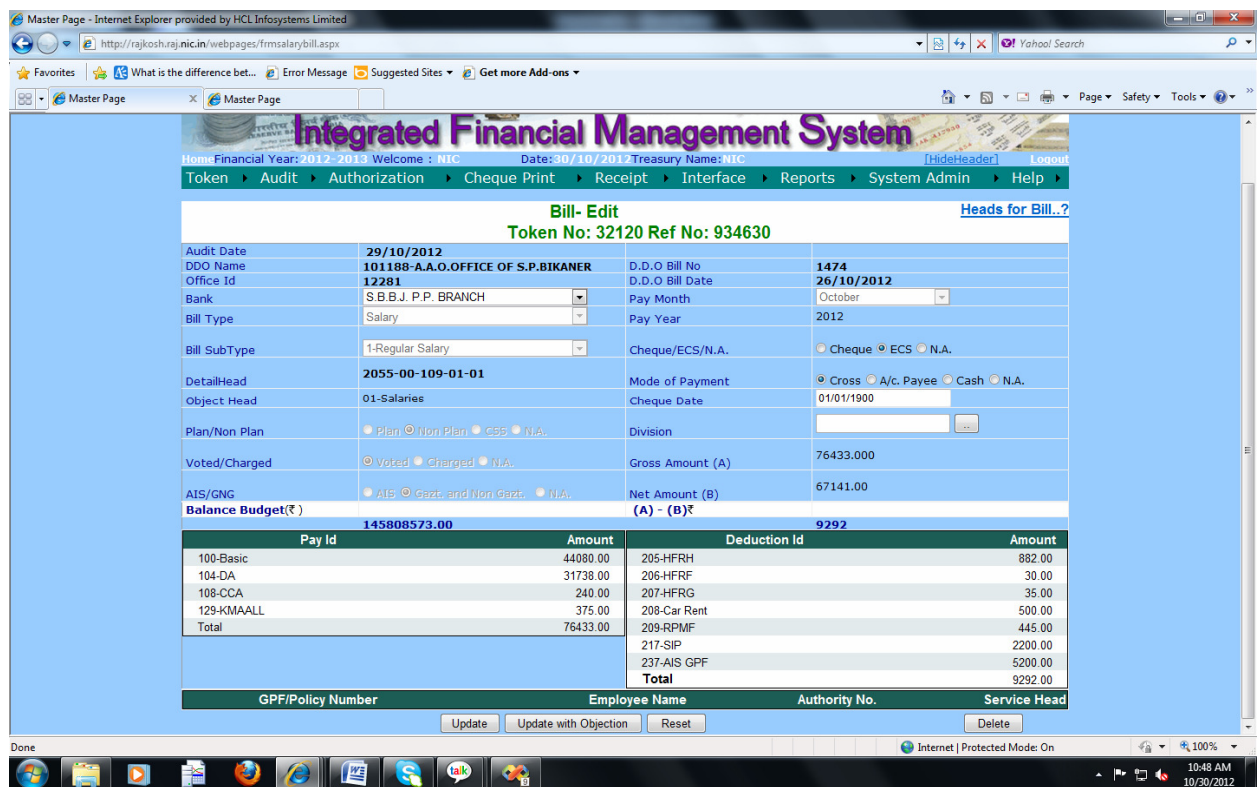 Master Page - Internet Explorer provided by HCL Infosystems Limited
http://rajkosh.raj.nic.in/webpages/frmsalarybill.aspx
Yahoo! Search
Favorites What is the difference bet... Error Message Suggested Sites Get more Add-ons
Master Page X Master Page Page Safety Tools
Integrated Financial Management System
Home Financial Year:2012-2013 Welcome : NIC Date:30/10/2012 Treasury Name:NIC [HideHeader] Logout
Token Audit Authorization Cheque Print Receipt Interface Reports System Admin Help
Bill- Edit Heads for Bill..?
Token No: 32120 Ref No: 934630
Audit Date 29/10/2012
DDO Name 101188-A.A.O.OFFICE OF S.P.BIKANER D.D.O Bill No 1474
Office Id 12281 D.D.O Bill Date 26/10/2012
Bank S.B.B.J. P.P. BRANCH Pay Month October
Bill Type Salary Pay Year 2012
Bill SubType 1-Regular Salary Cheque/ECS/N.A. Cheque ECS N.A.
DetailHead 2055-00-109-01-01 Mode of Payment Cross A/c. Payee Cash N.A.
Object Head 01-Salaries Cheque Date 01/01/1900
Plan/Non Plan Plan Non Plan CSS N.A. Division ..
Voted/Charged Voted Charged N.A. Gross Amount (A) 76433.000
AIS/GNG AIS Gazt. and Non Gazt. N.A. Net Amount (B) 67141.00
Balance Budget(₹ ) (A) - (B)₹
145808573.00 9292
Pay Id Amount Deduction Id Amount
100-Basic 44080.00 205-HFRH 882.00
104-DA 31738.00 206-HFRF 30.00
108-CCA 240.00 207-HFRG 35.00
129-KMAALL 375.00 208-Car Rent 500.00
Total 76433.00 209-RPMF 445.00
217-SIP 2200.00
237-AIS GPF 5200.00
Total 9292.00
GPF/Policy Number Employee Name Authority No. Service Head
Update Update with Objection Reset Delete
Done Internet | Protected Mode: On 100%
talk
10:48 AM
10/30/2012